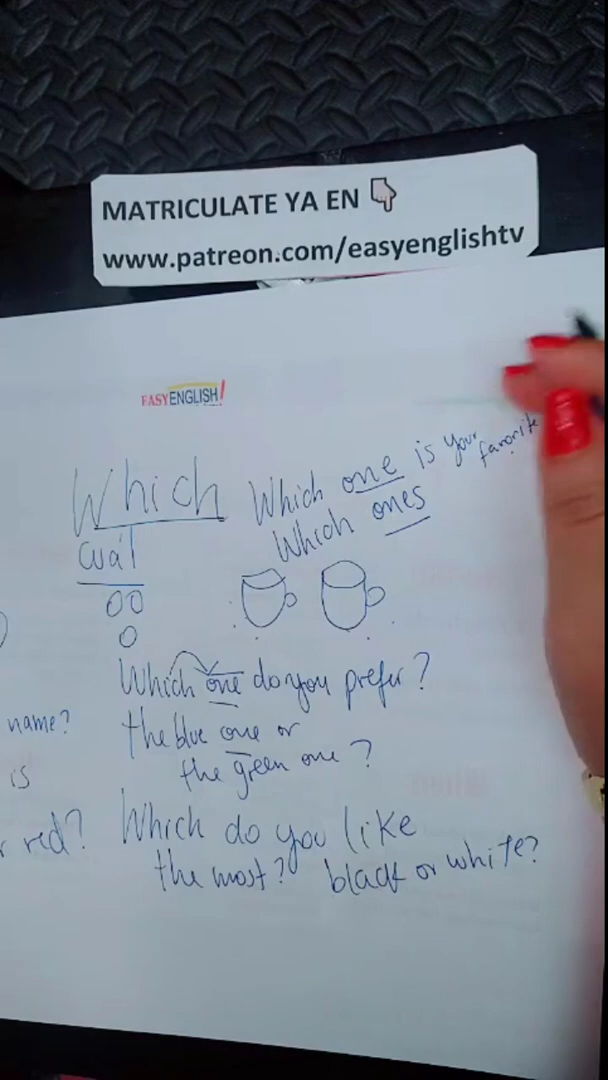 MATRICULATE YA EN
www.patreon.com/easyenglishtv
EASYENGLISH!
Which
Cuál
Which one is your favorite
Which ones
Which one do you prefer?
the blue one or
the green one?
name?
is
r red?
Which do you like
the most? black or white?